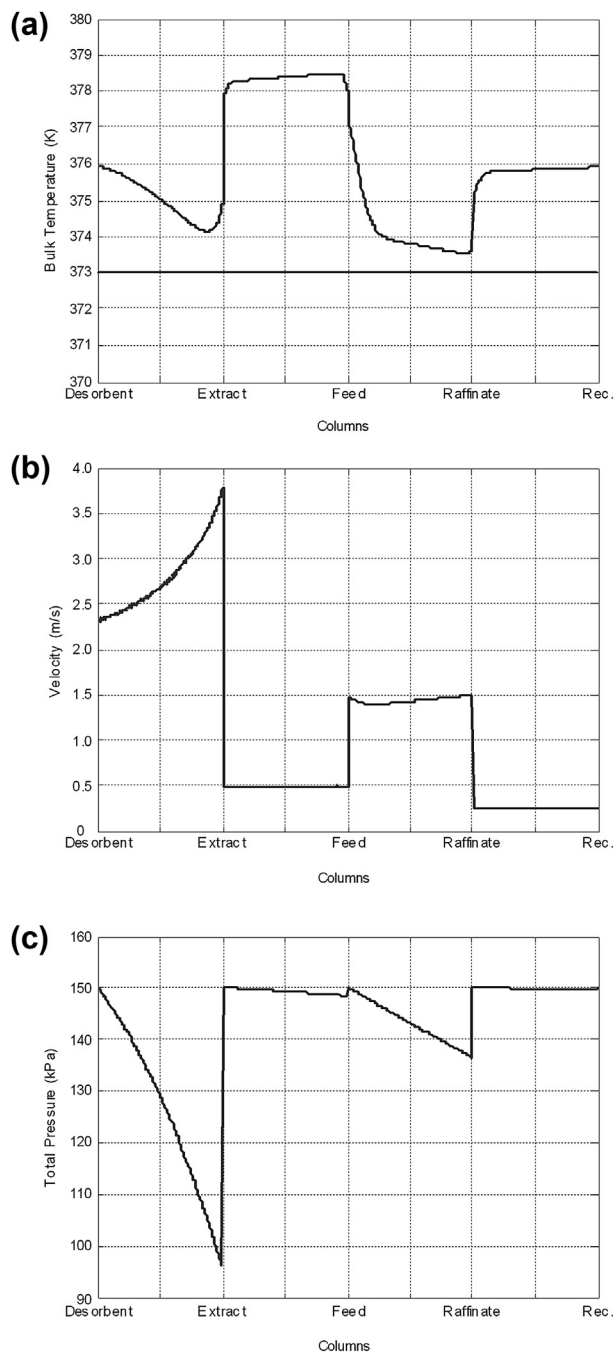 (a)
380
379
378
377
376
375
374
373
372
371
370
Bulk Temperature (K)
Desorbent Extract Feed Raffinate Rec.
Columns
(b)
4.0
3.5
3.0
2.5
2.0
1.5
1.0
0.5
0
Velocity (m/s)
Desorbent Extract Feed Raffinate Rec.
Columns
(c)
160
150
140
130
120
110
100
90
Total Pressure (kPa)
Desorbent Extract Feed Raffinate Rec.
Columns